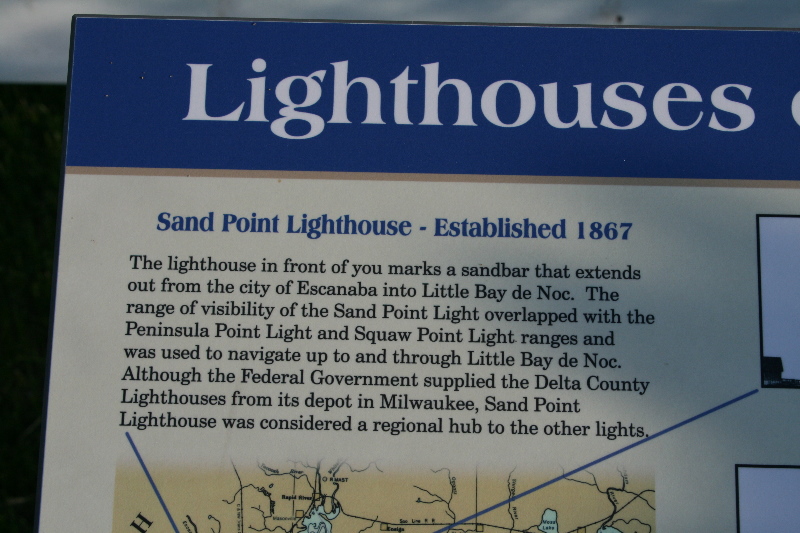 Lighthouses
Sand Point Lighthouse - Established 1867
The lighthouse in front of you marks a sandbar that extends
out from the city of Escanaba into Little Bay de Noc. The
range of visibility of the Sand Point Light overlapped with the
Peninsula Point Light and Squaw Point Light ranges and
was used to navigate up to and through Little Bay de Noc.
Although the Federal Government supplied the Delta County
Lighthouses from its depot in Milwaukee, Sand Point
Lighthouse was considered a regional hub to the other lights.
Rapid River
Ensign
H